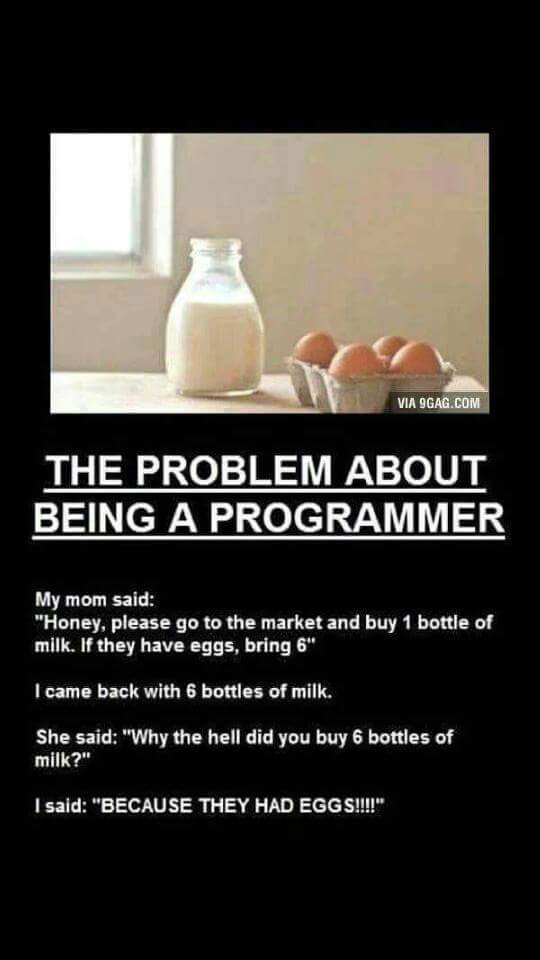 VIA 9GAG.COM
THE PROBLEM ABOUT
BEING A PROGRAMMER
My mom said:
"Honey, please go to the market and buy 1 bottle of
milk. If they have eggs, bring 6"
I came back with 6 bottles of milk.
She said: "Why the hell did you buy 6 bottles of
milk?"
I said: "BECAUSE THEY HAD EGGS!!!!"